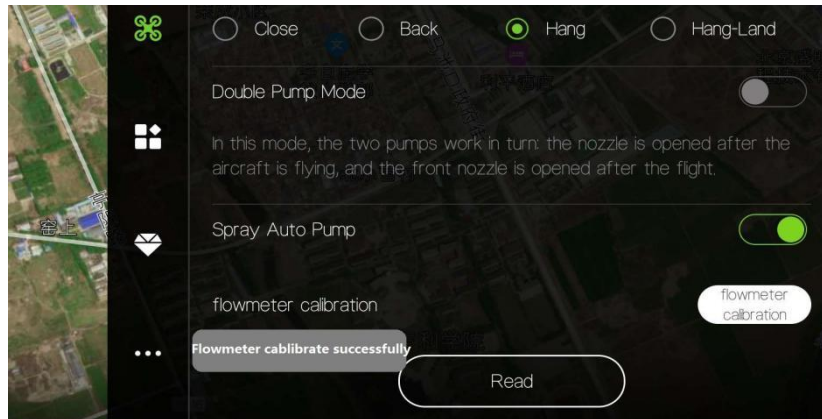 Close Back Hang Hang-Land
Double Pump Mode
In this mode, the two pumps work in turn: the nozzle is opened after the
aircraft is flying, and the front nozzle is opened after the flight.
Spray Auto Pump
窑上
flowmeter calibration
flowmeter
calibration
Flowmeter cablibrate successfully
Read